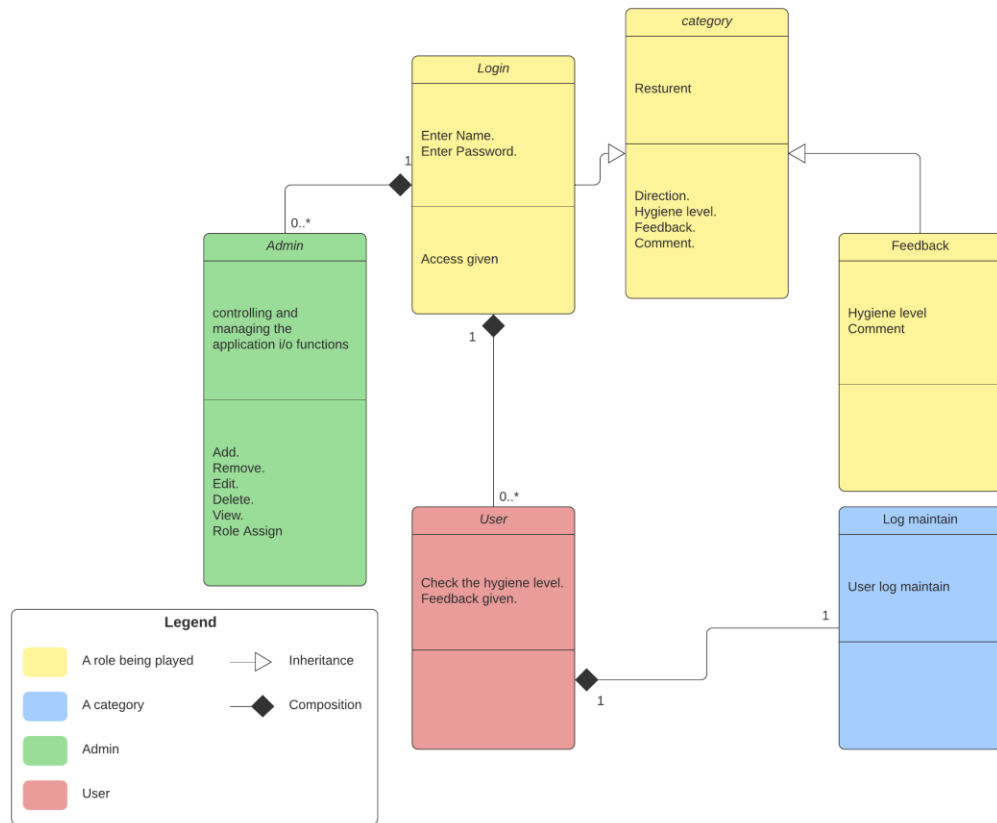 category
Resturent
Direction.
Hygiene level.
Feedback.
Comment.
Login
Enter Name.
Enter Password.
Access given
1
0..*
Admin
controlling and
managing the
application i/o functions
Add.
Remove.
Edit.
Delete.
View.
Role Assign
Feedback
Hygiene level
Comment
1
0..*
User
Check the hygiene level.
Feedback given.
1
1
Log maintain
User log maintain
Legend
A role being played
Inheritance
A category
Composition
Admin
User